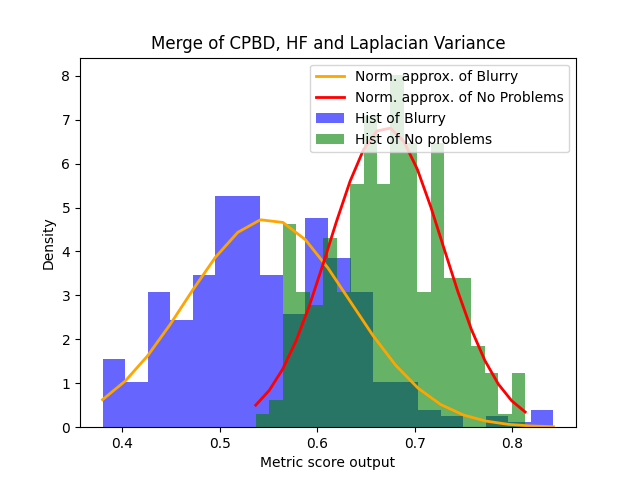 Merge of CPBD, HF and Laplacian Variance
Norm. approx. of Blurry
Norm. approx. of No Problems
Hist of Blurry
Hist of No problems
Density
8
7
6
5
4
3
2
1
0
0.4 0.5 0.6 0.7 0.8
Metric score output